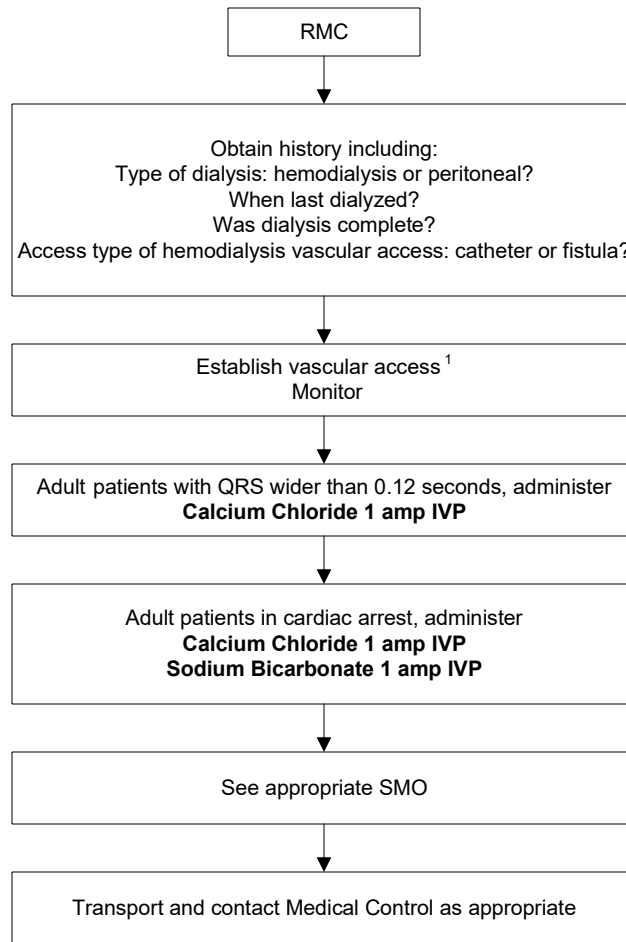 RMC
Obtain history including:
Type of dialysis: hemodialysis or peritoneal?
When last dialyzed?
Was dialysis complete?
Access type of hemodialysis vascular access: catheter or fistula?
Establish vascular access 1
Monitor
Adult patients with QRS wider than 0.12 seconds, administer
Calcium Chloride 1 amp IVP
Adult patients in cardiac arrest, administer
Calcium Chloride 1 amp IVP
Sodium Bicarbonate 1 amp IVP
See appropriate SMO
Transport and contact Medical Control as appropriate